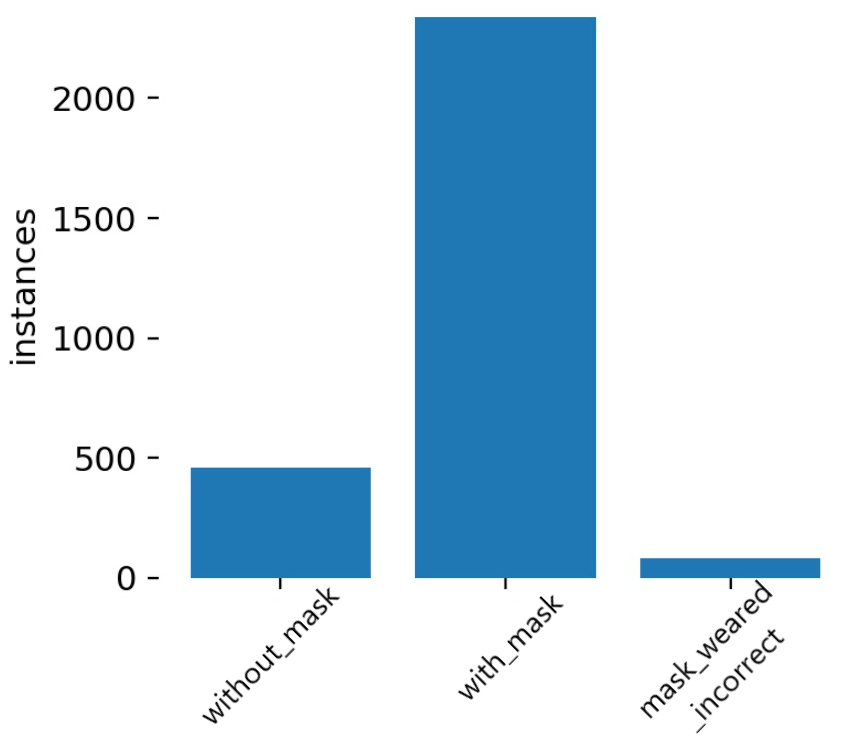 2000
1500
1000
500
0
instances
without_mask
with_mask
mask_weared
_incorrect